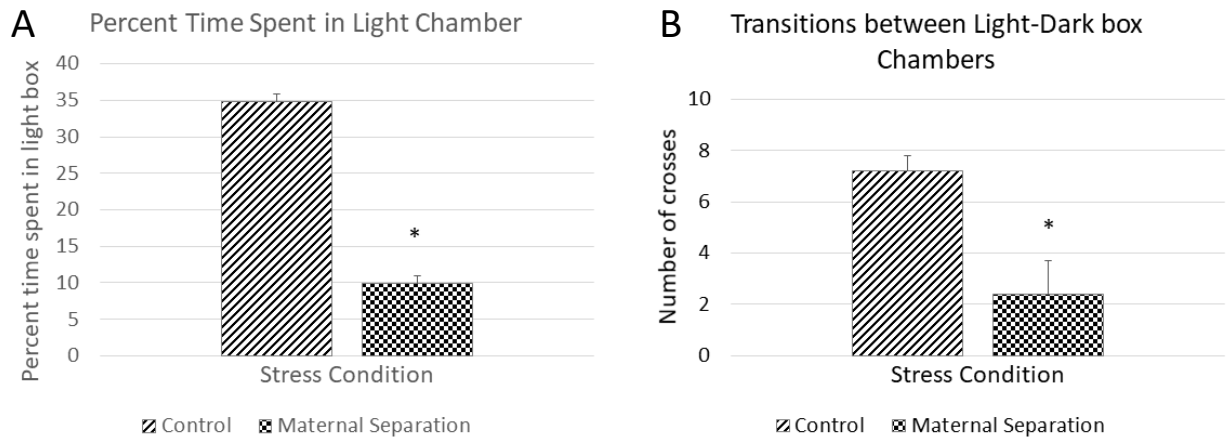 A
Percent Time Spent in Light Chamber
Percent time spent in light box
40
35
30
25
20
15
10
5
0
*
Stress Condition
Control
Maternal Separation
B
Transitions between Light-Dark box
Chambers
Number of crosses
10
8
6
4
2
0
*
Stress Condition
Control
Maternal Separation